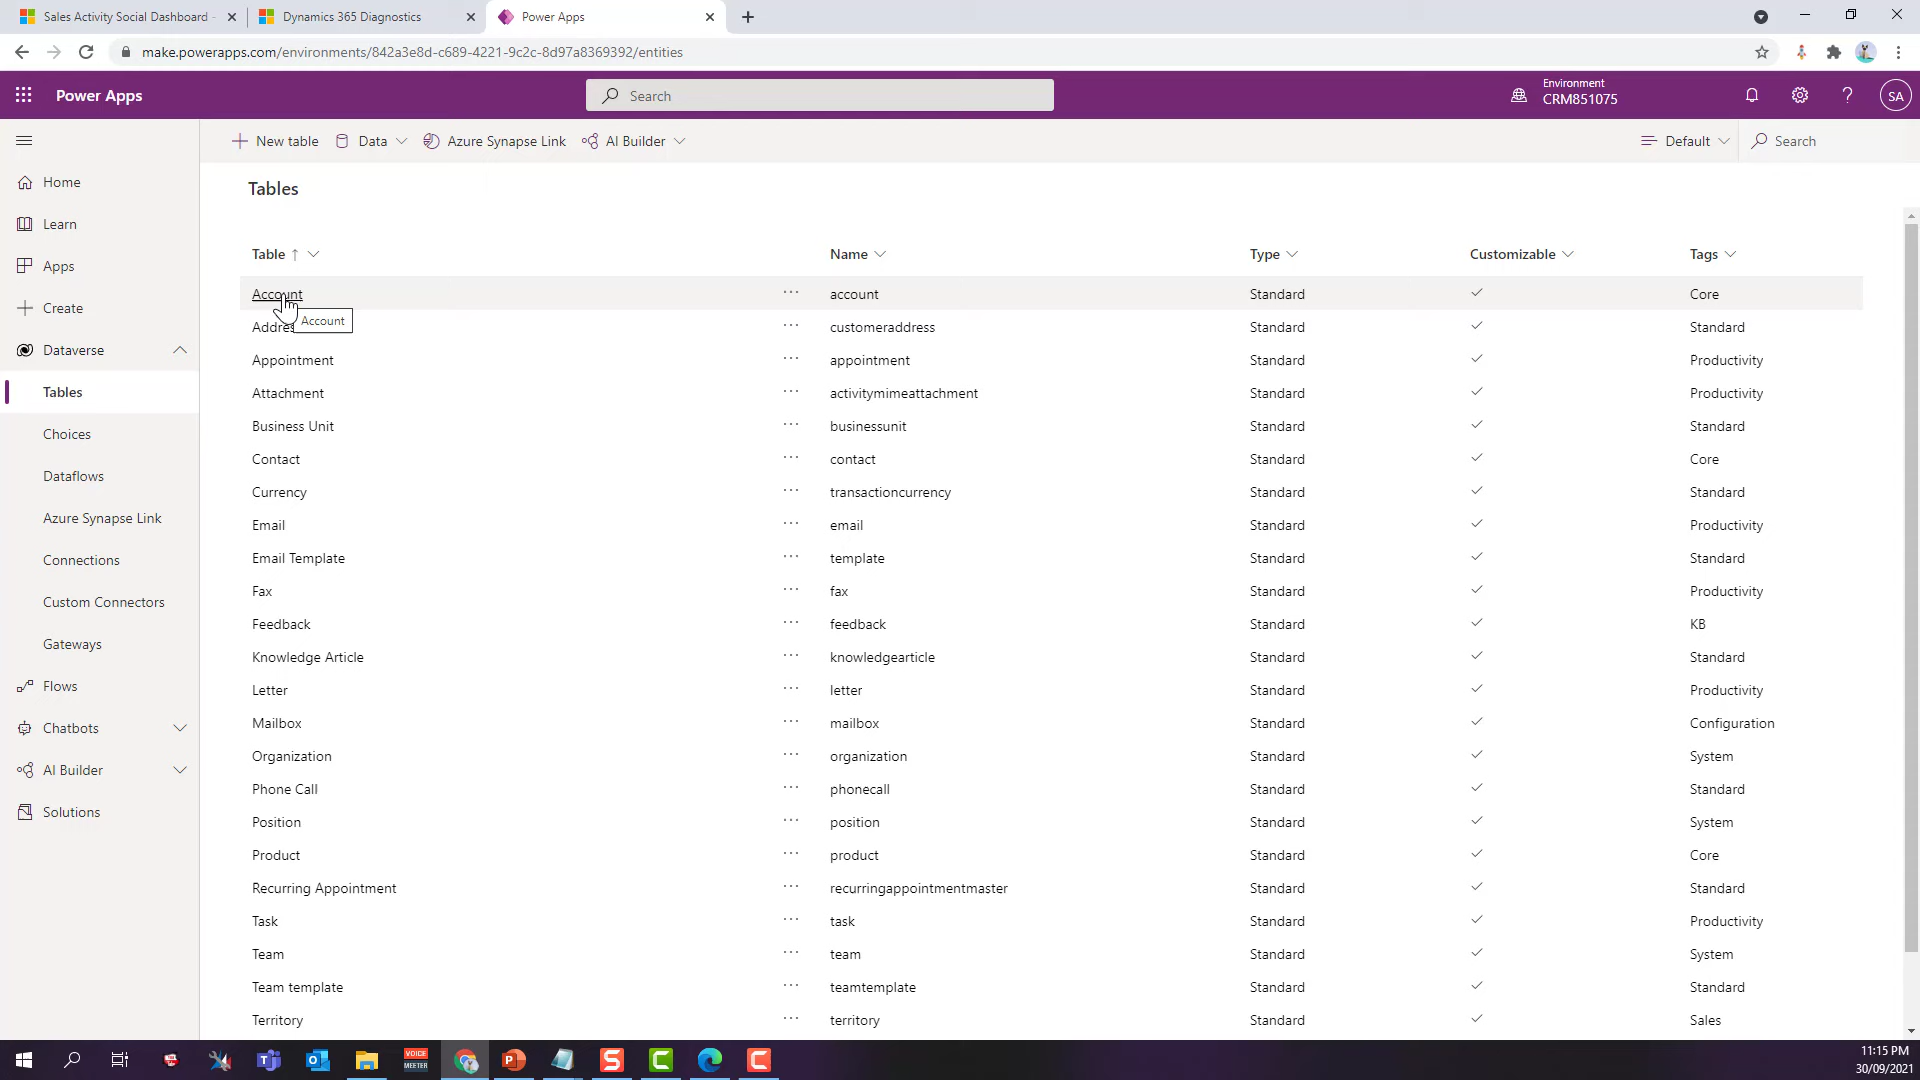 Sales Activity Social Dashboard -
Dynamics 365 Diagnostics
Power Apps
make.powerapps.com/environments/842a3e8d-c689-4221-9c2c-8d97a8369392/entities
Power Apps
Search
Environment
CRM851075
SA
New table
Data
Azure Synapse Link
AI Builder
Default
Search
Home
Learn
Apps
Create
Dataverse
Tables
Choices
Dataflows
Azure Synapse Link
Connections
Custom Connectors
Gateways
Flows
Chatbots
AI Builder
Solutions
Tables
Table Name Type Customizable Tags
Account account Standard Core
Account
Addres customeraddress Standard Standard
Appointment appointment Standard Productivity
Attachment activitymimeattachment Standard Productivity
Business Unit businessunit Standard Standard
Contact contact Standard Core
Currency transactioncurrency Standard Standard
Email email Standard Productivity
Email Template template Standard Standard
Fax fax Standard Productivity
Feedback feedback Standard KB
Knowledge Article knowledgearticle Standard Standard
Letter letter Standard Productivity
Mailbox mailbox Standard Configuration
Organization organization Standard System
Phone Call phonecall Standard Standard
Position position Standard System
Product product Standard Core
Recurring Appointment recurringappointmentmaster Standard Standard
Task task Standard Productivity
Team team Standard System
Team template teamtemplate Standard Standard
Territory territory Standard Sales
VOICE
MEETER
11:15 PM
30/09/2021